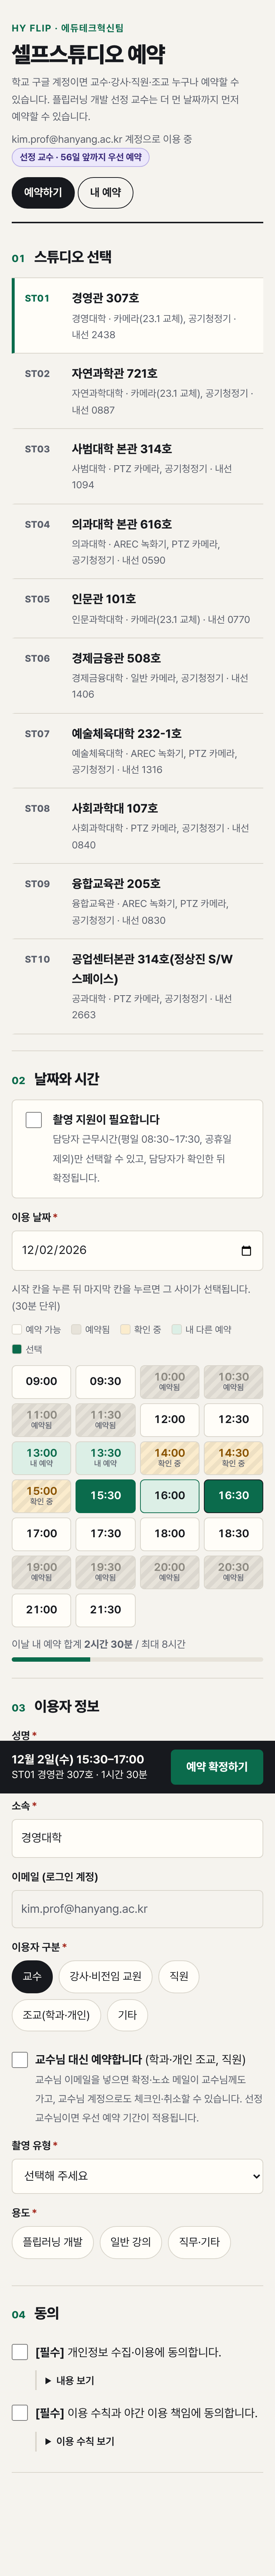 HY FLIP · 에듀테크혁신팀
셀프스튜디오 예약
학교 구글 계정이면 교수·강사·직원·조교 누구나 예약할 수
있습니다. 플립러닝 개발 선정 교수는 더 먼 날짜까지 먼저
예약할 수 있습니다.
kim.prof@hanyang.ac.kr 계정으로 이용 중
선정 교수 · 56일 앞까지 우선 예약
예약하기 내 예약
01 스튜디오 선택
ST01 경영관 307호
경영대학 · 카메라(23.1 교체), 공기청정기 ·
내선 2438
ST02 자연과학관 721호
자연과학대학 · 카메라(23.1 교체), 공기청정기 ·
내선 0887
ST03 사범대학 본관 314호
사범대학 · PTZ 카메라, 공기청정기 · 내선
1094
ST04 의과대학 본관 616호
의과대학 · AREC 녹화기, PTZ 카메라,
공기청정기 · 내선 0590
ST05 인문관 101호
인문과학대학 · 카메라(23.1 교체) · 내선 0770
ST06 경제금융관 508호
경제금융대학 · 일반 카메라, 공기청정기 · 내선
1406
ST07 예술체육대학 232-1호
예술체육대학 · AREC 녹화기, PTZ 카메라,
공기청정기 · 내선 1316
ST08 사회과학대 107호
사회과학대학 · PTZ 카메라, 공기청정기 · 내선
0840
ST09 융합교육관 205호
융합교육관 · AREC 녹화기, PTZ 카메라,
공기청정기 · 내선 0830
ST10 공업센터본관 314호(정상진 S/W
스페이스)
공과대학 · PTZ 카메라, 공기청정기 · 내선
2663
02 날짜와 시간
촬영 지원이 필요합니다
담당자 근무시간(평일 08:30~17:30, 공휴일
제외)만 선택할 수 있고, 담당자가 확인한 뒤
확정됩니다.
이용 날짜 *
12/02/2026
시작 칸을 누른 뒤 마지막 칸을 누르면 그 사이가 선택됩니다.
(30분 단위)
예약 가능 예약됨 확인 중 내 다른 예약
선택
09:00 09:30 10:00 10:30
예약됨 예약됨
11:00 11:30 12:00 12:30
예약됨 예약됨
13:00 13:30 14:00 14:30
내 예약 내 예약 확인 중 확인 중
15:00 15:30 16:00 16:30
확인 중
17:00 17:30 18:00 18:30
19:00 19:30 20:00 20:30
예약됨 예약됨 예약됨 예약됨
21:00 21:30
이날 내 예약 합계 2시간 30분 / 최대 8시간
03 이용자 정보
성명 *
12월 2일(수) 15:30–17:00
ST01 경영관 307호 · 1시간 30분
예약 확정하기
소속 *
경영대학
이메일 (로그인 계정)
kim.prof@hanyang.ac.kr
이용자 구분 *
교수 강사·비전임 교원 직원
조교(학과·개인) 기타
교수님 대신 예약합니다 (학과·개인 조교, 직원)
교수님 이메일을 넣으면 확정·노쇼 메일이 교수님께도
가고, 교수님 계정으로도 체크인·취소할 수 있습니다. 선정
교수님이면 우선 예약 기간이 적용됩니다.
촬영 유형 *
선택해 주세요
용도 *
플립러닝 개발 일반 강의 직무·기타
04 동의
[필수] 개인정보 수집·이용에 동의합니다.
▶ 내용 보기
[필수] 이용 수칙과 야간 이용 책임에 동의합니다.
▶ 이용 수칙 보기